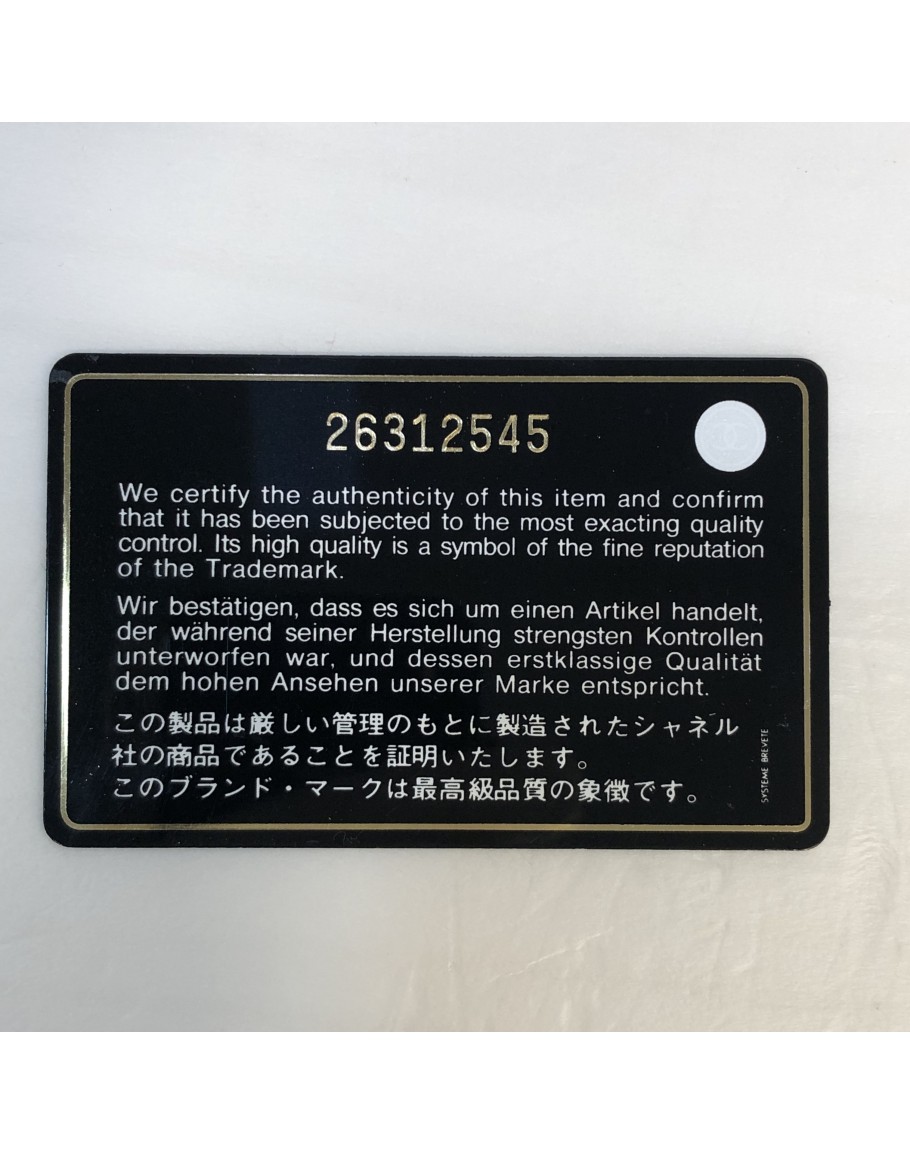 26312545
We certify the authenticity of this item and confirm
that it has been subjected to the most exacting quality
control. Its high quality is a symbol of the fine reputation
of the Trademark.
Wir bestätigen, dass es sich um einen Artikel handelt,
der während seiner Herstellung strengsten Kontrollen
unterworfen war, und dessen erstklassige Qualität
dem hohen Ansehen unserer Marke entspricht.
この製品は厳しい管理のもとに製造されたシャネル
社の商品であることを証明いたします。
このブランド・マークは最高級品質の象徴です。
SYSTEME BREVETE